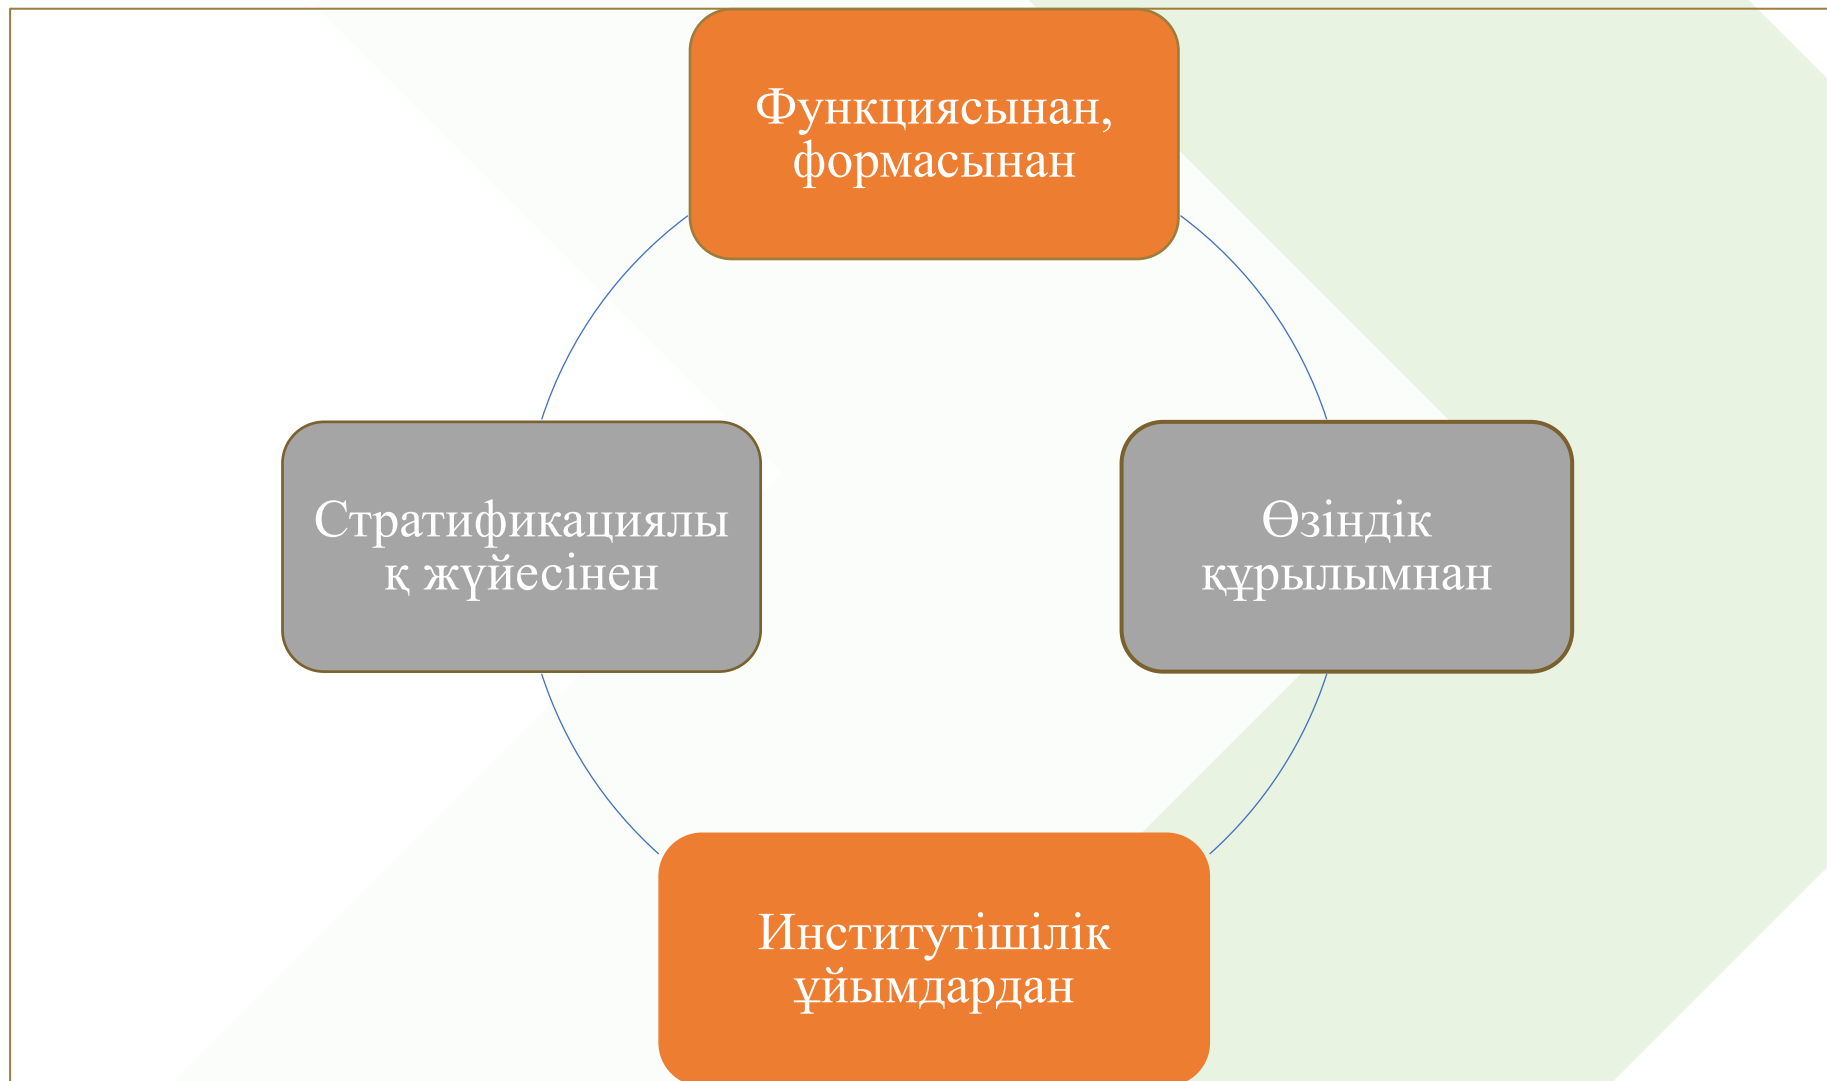 Функциясынан,
формасынан
Стратификациялы
қ жүйесінен
Өзіндік
құрылымнан
Институтішілік
ұйымдардан